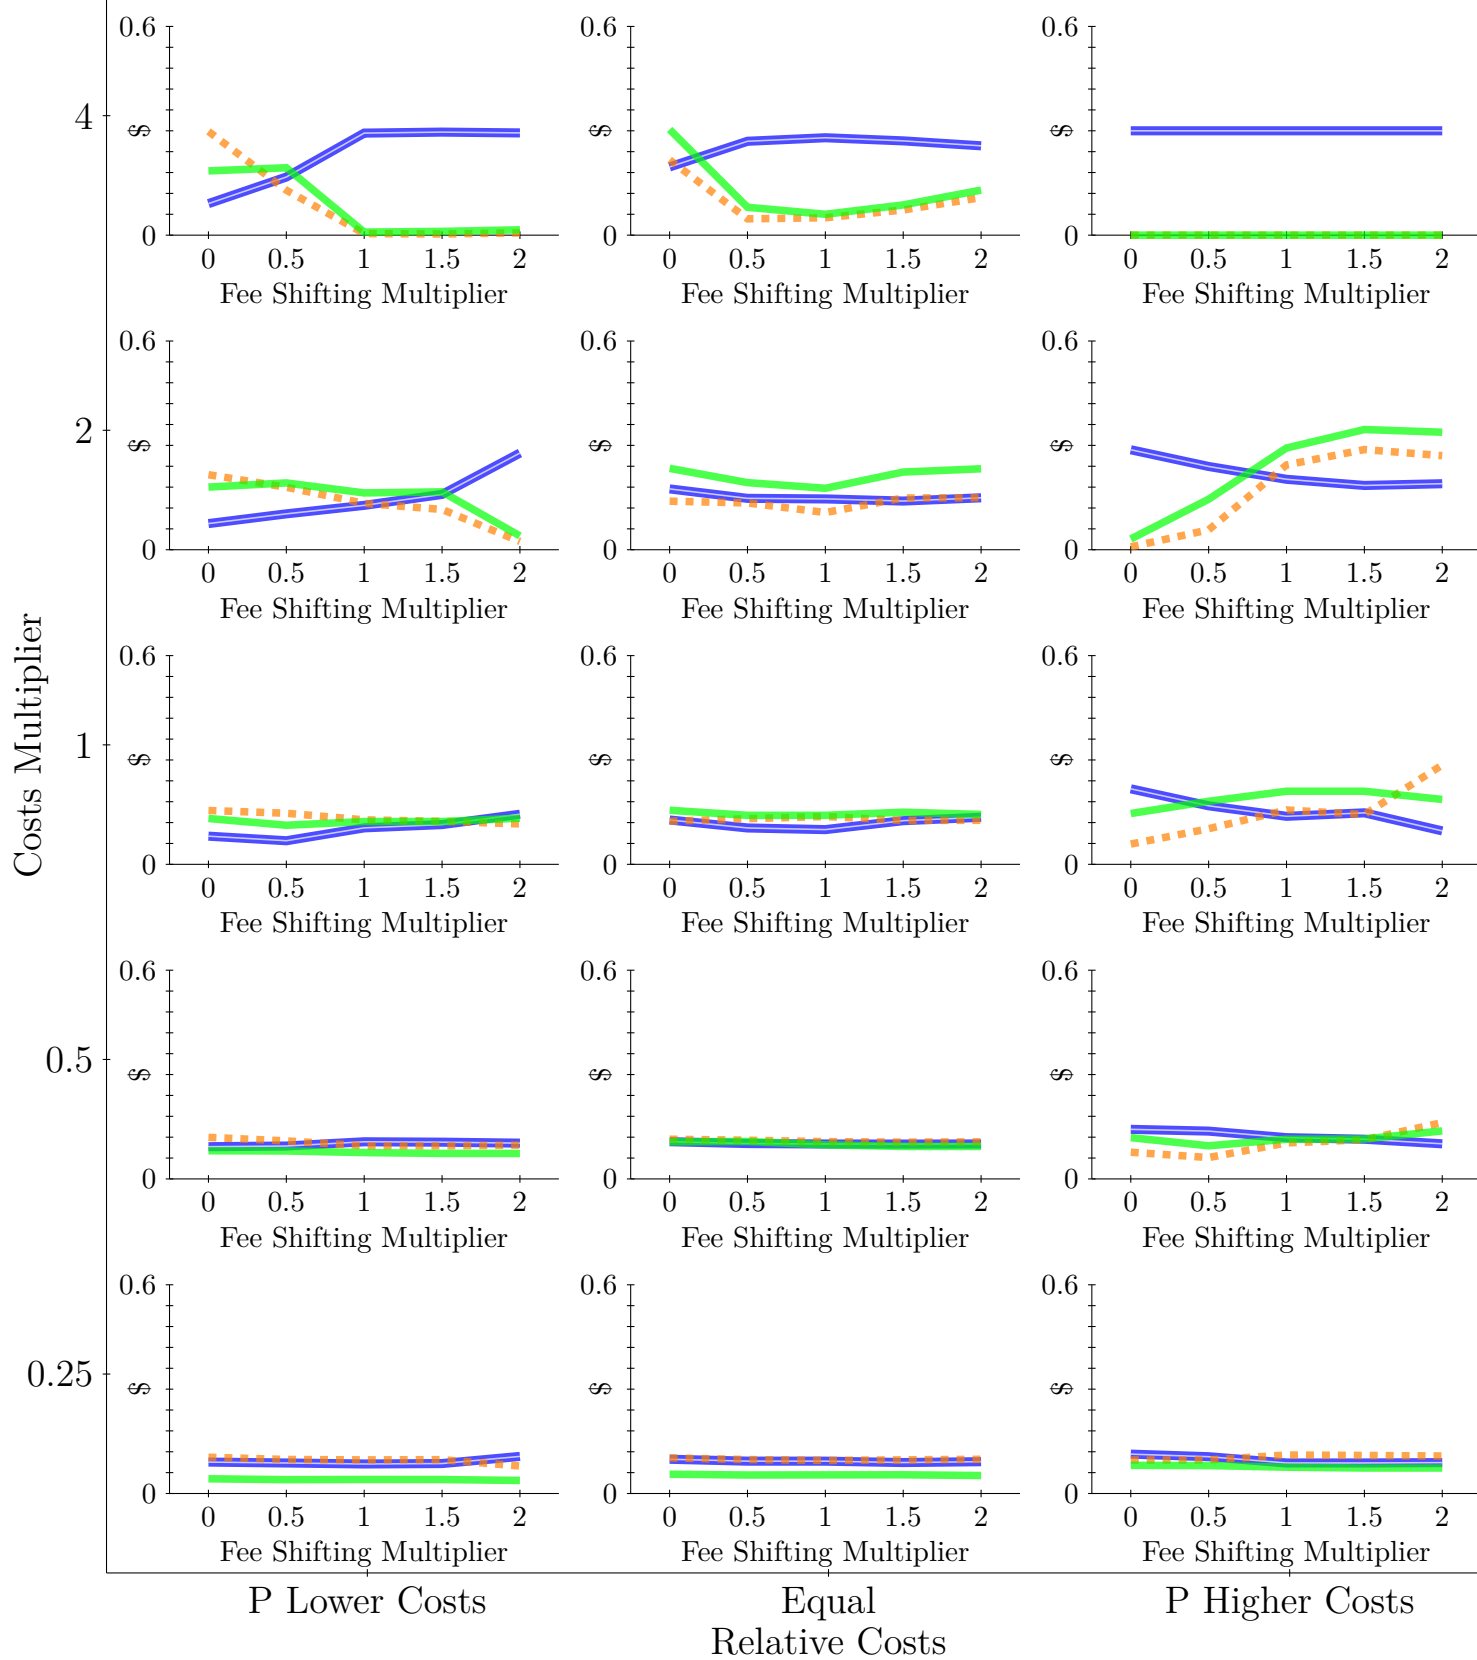 0.6 0.6 0.6
4 $ $ $
0 0 0
0 0.5 1 1.5 2 0 0.5 1 1.5 2 0 0.5 1 1.5 2
Fee Shifting Multiplier Fee Shifting Multiplier Fee Shifting Multiplier
0.6 0.6 0.6
2 $ $ $
0 0 0
0 0.5 1 1.5 2 0 0.5 1 1.5 2 0 0.5 1 1.5 2
Fee Shifting Multiplier Fee Shifting Multiplier Fee Shifting Multiplier
Costs Multiplier
0.6 0.6 0.6
1 $ $ $
0 0 0
0 0.5 1 1.5 2 0 0.5 1 1.5 2 0 0.5 1 1.5 2
Fee Shifting Multiplier Fee Shifting Multiplier Fee Shifting Multiplier
0.6 0.6 0.6
0.5 $ $ $
0 0 0
0 0.5 1 1.5 2 0 0.5 1 1.5 2 0 0.5 1 1.5 2
Fee Shifting Multiplier Fee Shifting Multiplier Fee Shifting Multiplier
0.6 0.6 0.6
0.25 $ $ $
0 0 0
0 0.5 1 1.5 2 0 0.5 1 1.5 2 0 0.5 1 1.5 2
Fee Shifting Multiplier Fee Shifting Multiplier Fee Shifting Multiplier
P Lower Costs Equal P Higher Costs
Relative Costs